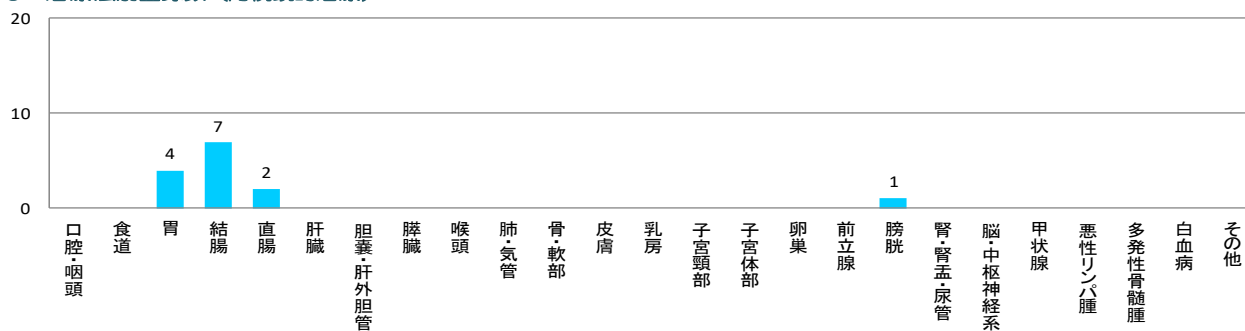 20
10
0
4
7
2
1
口腔・咽頭
食道
胃
結腸
直腸
肝臓
胆嚢・肝外胆管
膵臓
喉頭
肺・気管
骨・軟部
皮膚
乳房
子宮頸部
子宮体部
卵巣
前立腺
膀胱
腎・腎盂・尿管
脳・中枢神経系
甲状腺
悪性リンパ腫
多発性骨髄腫
白血病
その他